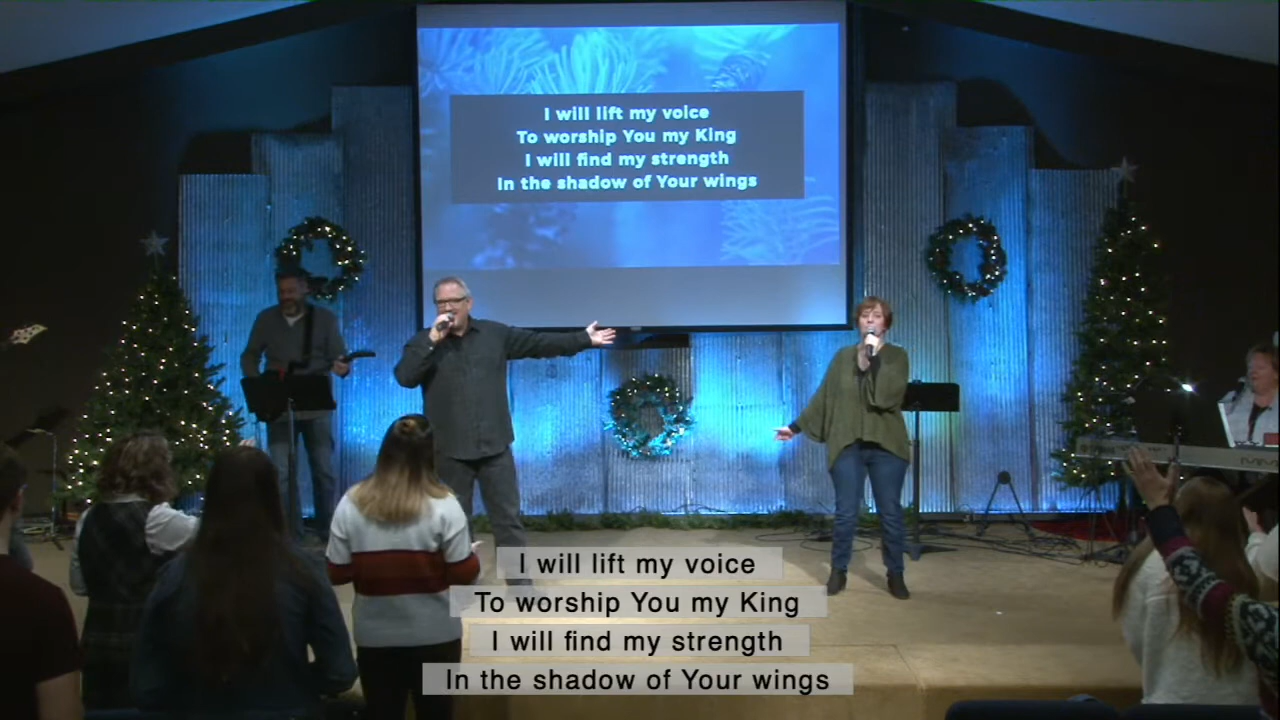 I will lift my voice
To worship You my King
I will find my strength
In the shadow of Your wings
I will lift my voice
To worship You my King
I will find my strength
In the shadow of Your wings